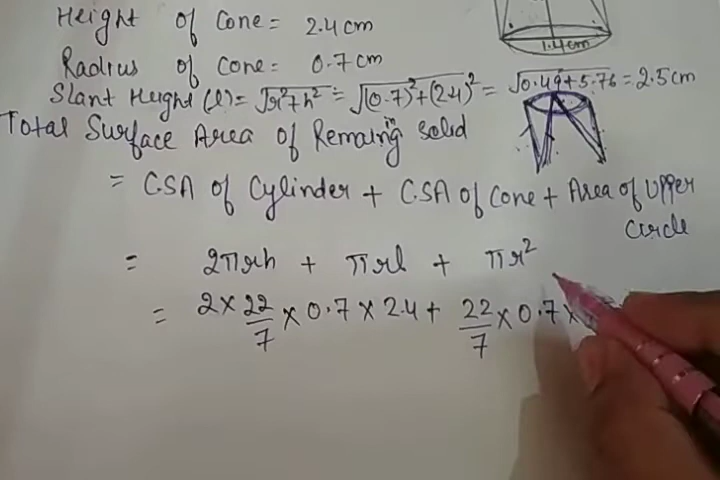 Height of Cone = 2.4 cm
1.4 cm
Radius of Cone = 0.7 cm
Slant Height (l) = √r²+h² = √(0.7)²+(2.4)² = √0.49+5.76 = 2.5 cm
Total Surface Area of Remaining Solid
= CSA of Cylinder + CSA of Cone + Area of Upper
Circle
= 2πrh + πrl + πr²
= 2 × 22/7 × 0.7 × 2.4 + 22/7 × 0.7 ×